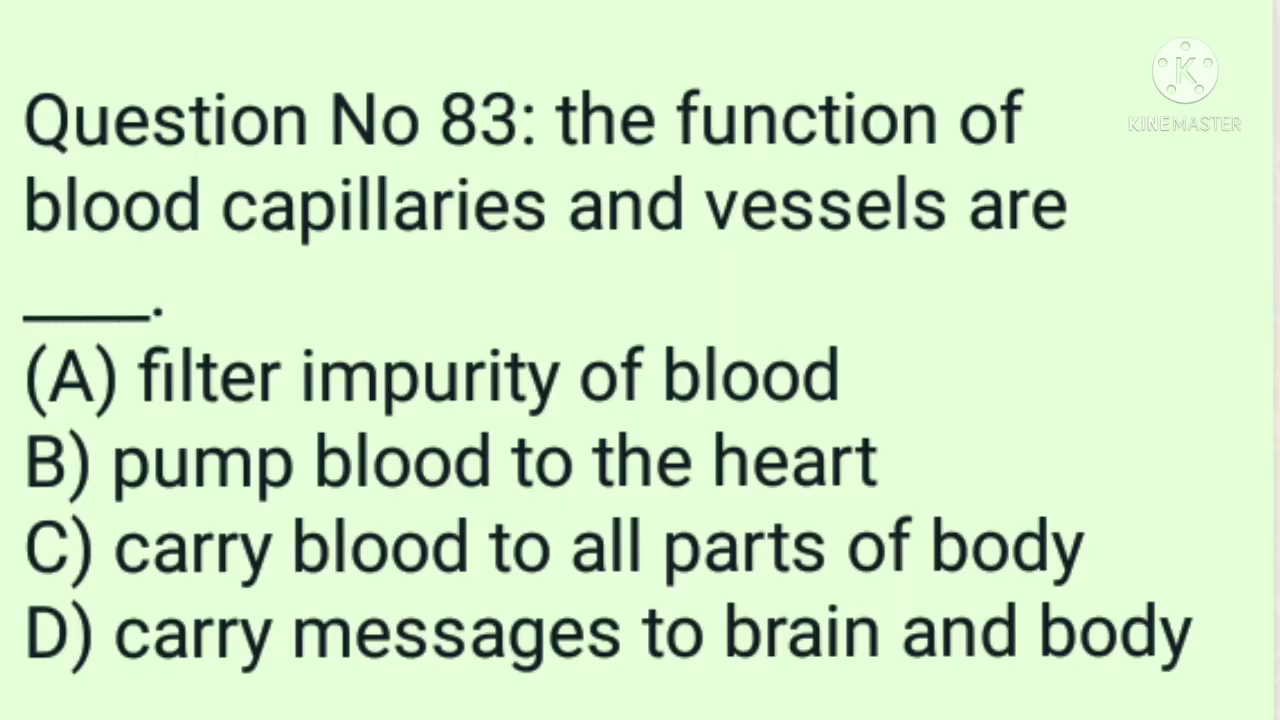 KINEMASTER
Question No 83: the function of
blood capillaries and vessels are
_____.
(A) filter impurity of blood
B) pump blood to the heart
C) carry blood to all parts of body
D) carry messages to brain and body